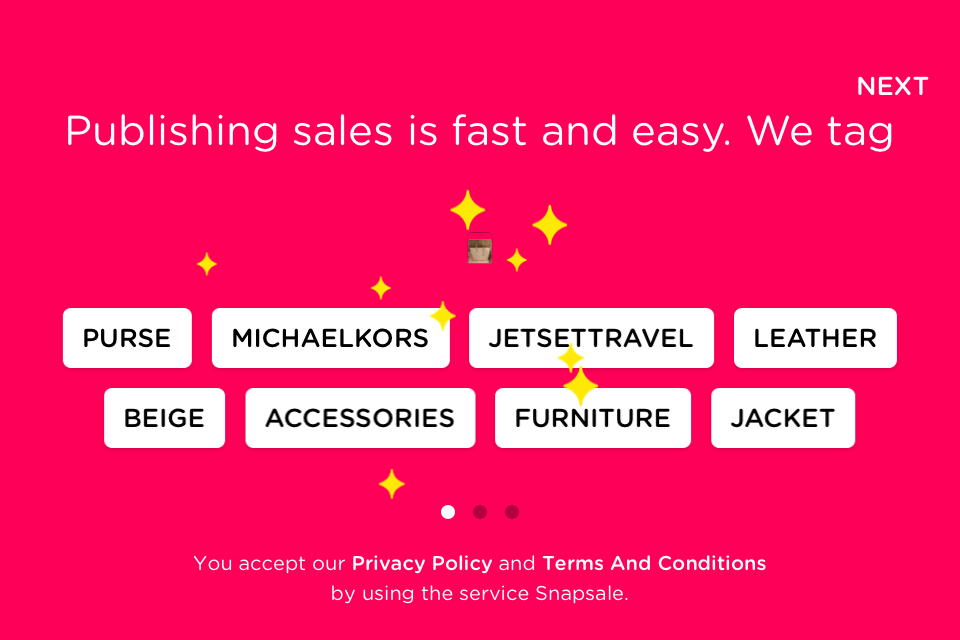 NEXT
Publishing sales is fast and easy. We tag
PURSE MICHAELKORS JETSETTRAVEL LEATHER
BEIGE ACCESSORIES FURNITURE JACKET
You accept our Privacy Policy and Terms And Conditions
by using the service Snapsale.